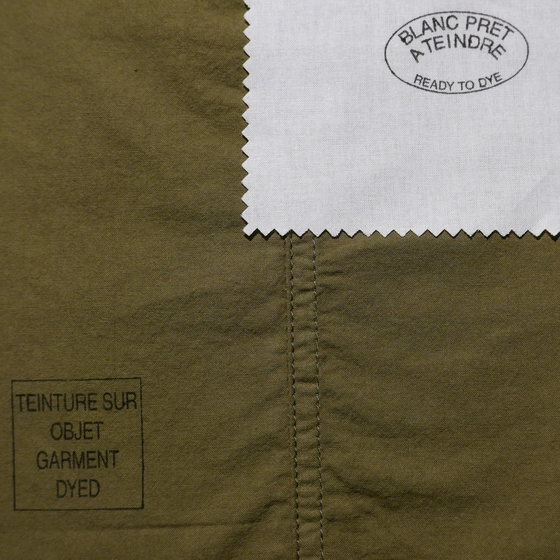 BLANC PRET
A TEINDRE
READY TO DYE
TEINTURE SUR
OBJET
GARMENT
DYED